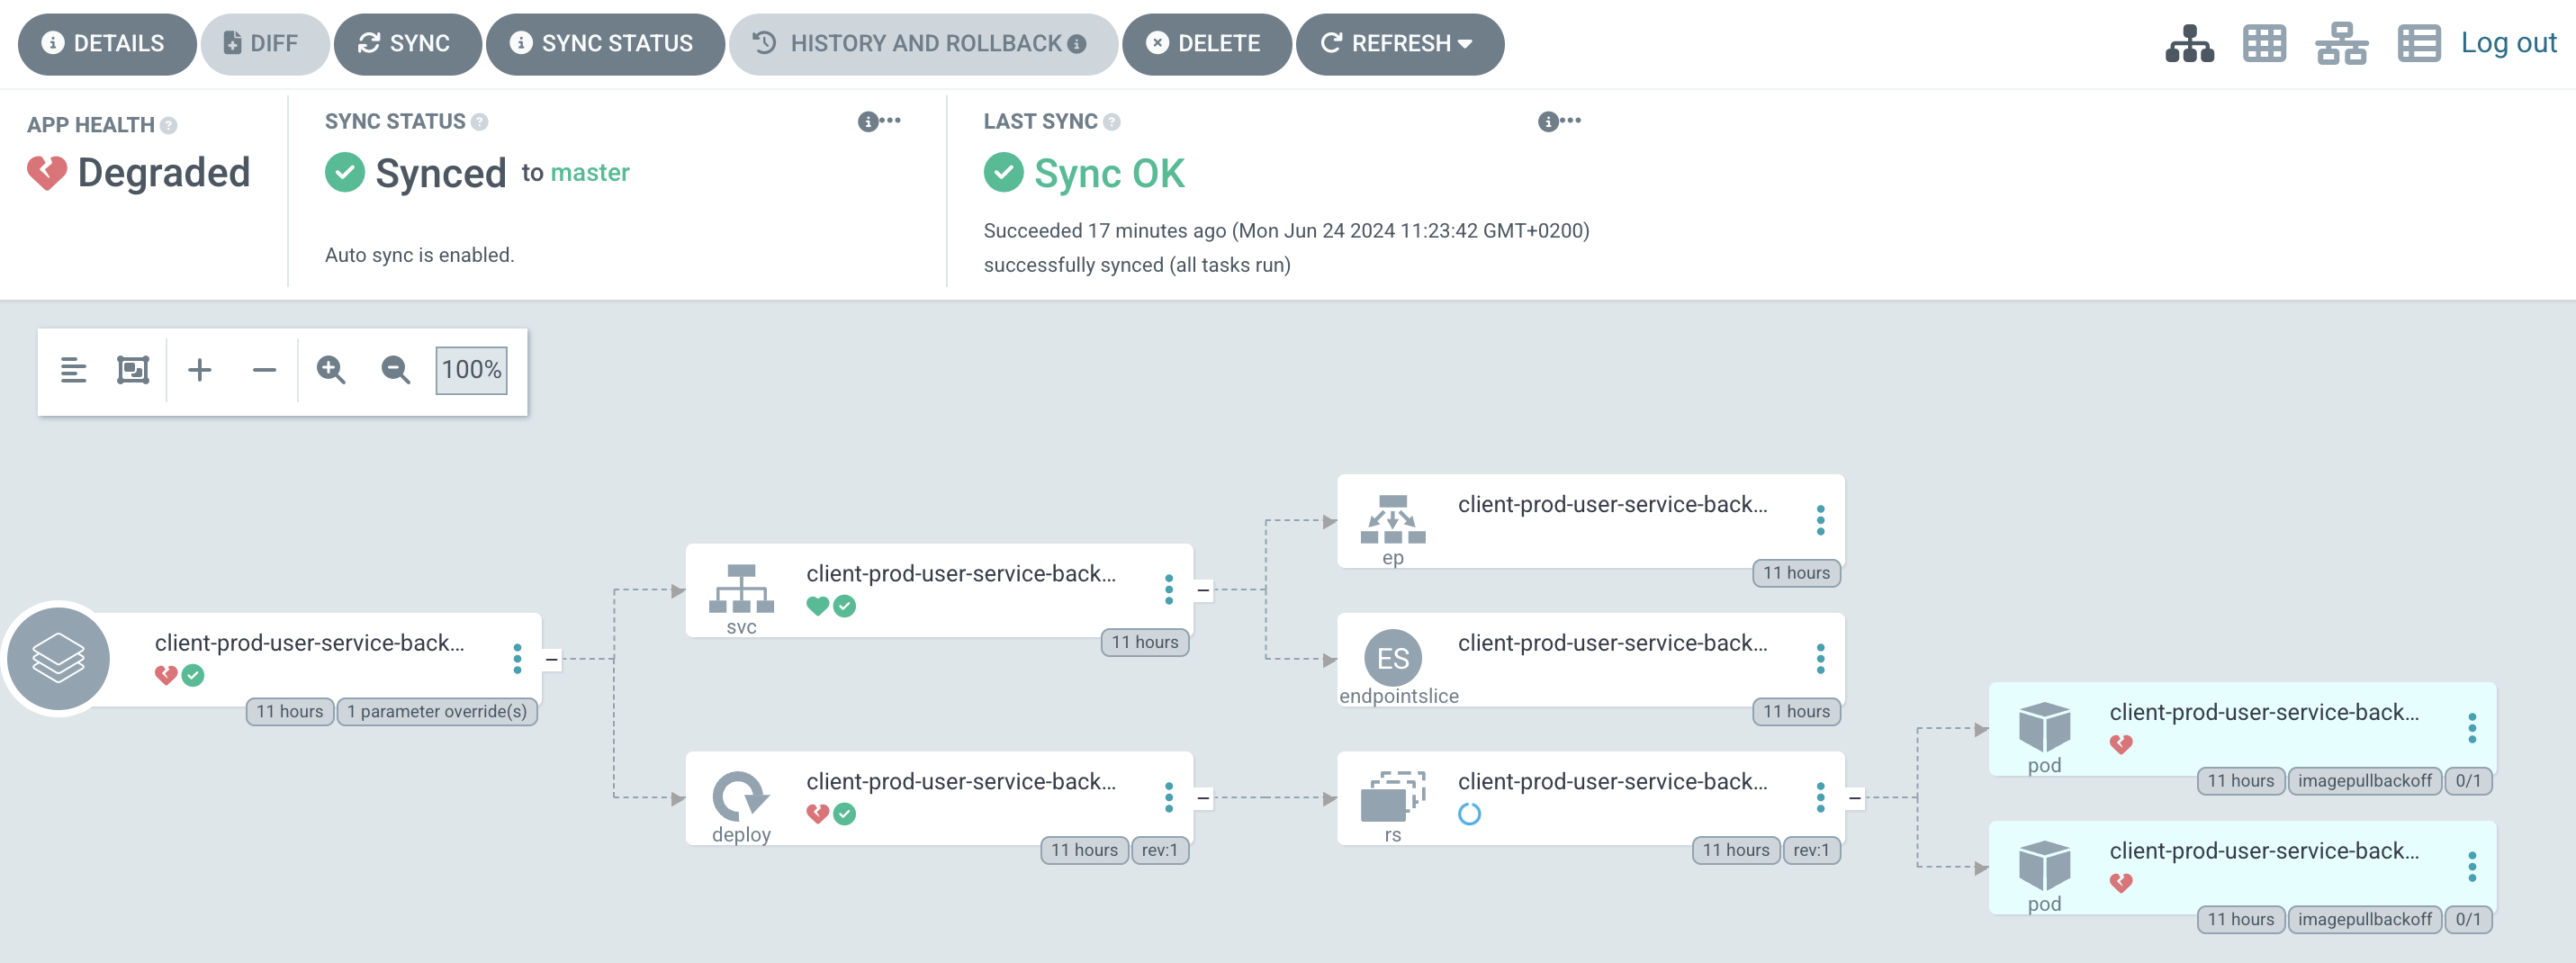 DETAILS DIFF SYNC SYNC STATUS HISTORY AND ROLLBACK DELETE REFRESH Log out
APP HEALTH
Degraded
SYNC STATUS
Synced to master
Auto sync is enabled.
LAST SYNC
Sync OK
Succeeded 17 minutes ago (Mon Jun 24 2024 11:23:42 GMT+0200)
successfully synced (all tasks run)
100%
client-prod-user-service-back...
11 hours 1 parameter override(s)
svc
client-prod-user-service-back...
11 hours
deploy
client-prod-user-service-back...
11 hours rev:1
ep
client-prod-user-service-back...
11 hours
ES
endpointslice
client-prod-user-service-back...
11 hours
rs
client-prod-user-service-back...
11 hours rev:1
pod
client-prod-user-service-back...
11 hours imagepullbackoff 0/1
pod
client-prod-user-service-back...
11 hours imagepullbackoff 0/1